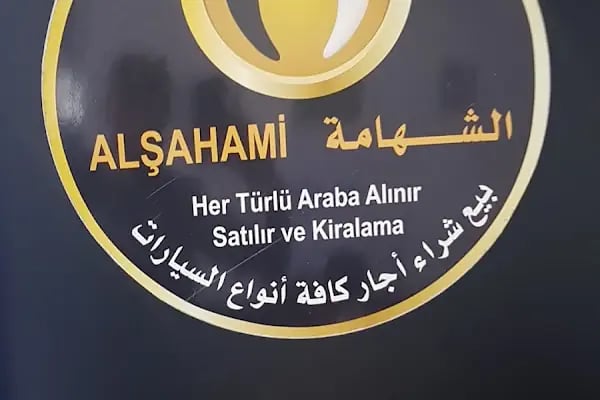 ALŞAHAMİ الشهامة
Her Türlü Araba Alınır
Satılır ve Kiralama
بيع شراء أجار كافة أنواع السيارات